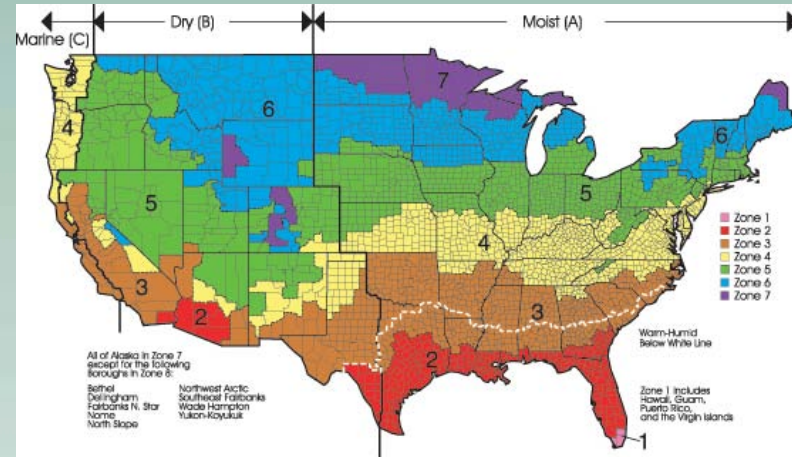 Marine (C)
Dry (B)
Moist (A)
7
6
4
6
5
5
4
3
3
2
2
1
Zone 1
Zone 2
Zone 3
Zone 4
Zone 5
Zone 6
Zone 7
Warm-Humid
Below White Line
All of Alaska in Zone 7
except for the following
Boroughs in Zone 8:
Bethel
Dellingham
Fairbanks N. Star
Nome
North Slope
Northwest Arctic
Southeast Fairbanks
Wade Hampton
Yukon-Koyukuk
Zone 1 includes
Hawaii, Guam,
Puerto Rico,
and the Virgin Islands